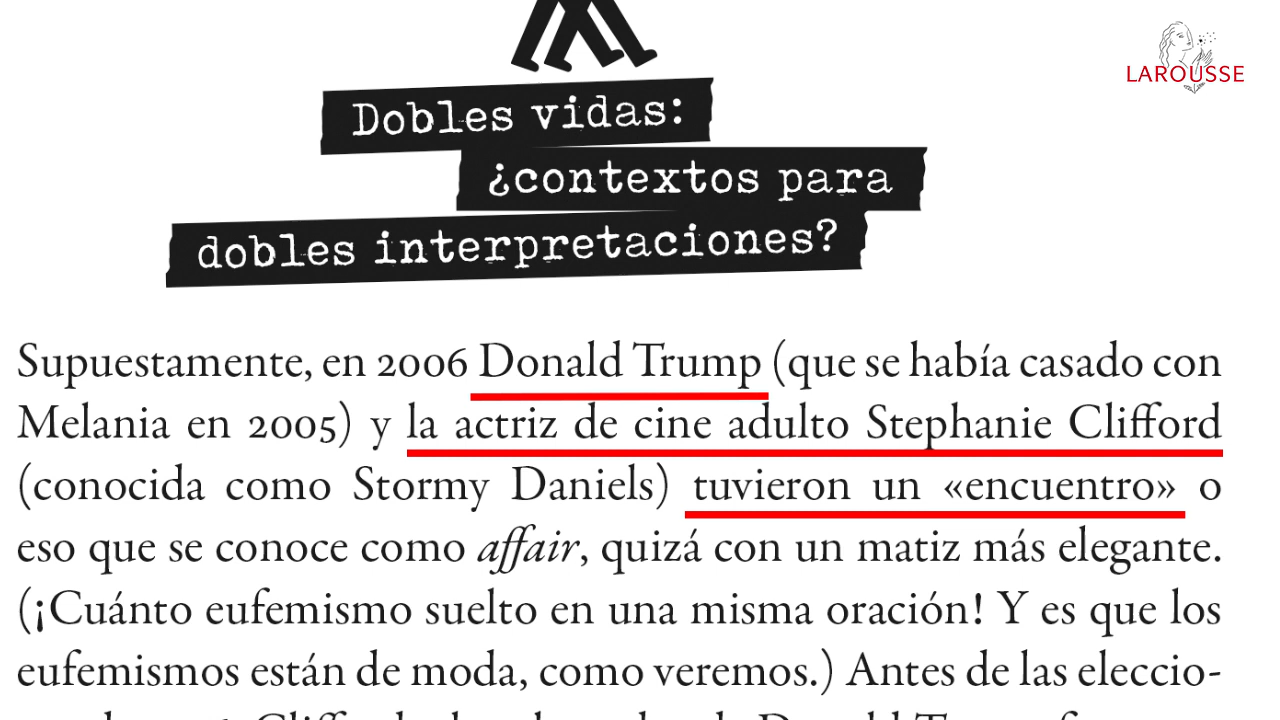 LAROUSSE
Dobles vidas:
¿contextos para
dobles interpretaciones?
Supuestamente, en 2006 Donald Trump (que se había casado con
Melania en 2005) y la actriz de cine adulto Stephanie Clifford
(conocida como Stormy Daniels) tuvieron un «encuentro» o
eso que se conoce como affair, quizá con un matiz más elegante.
(¡Cuánto eufemismo suelto en una misma oración! Y es que los
eufemismos están de moda, como veremos.) Antes de las eleccio-